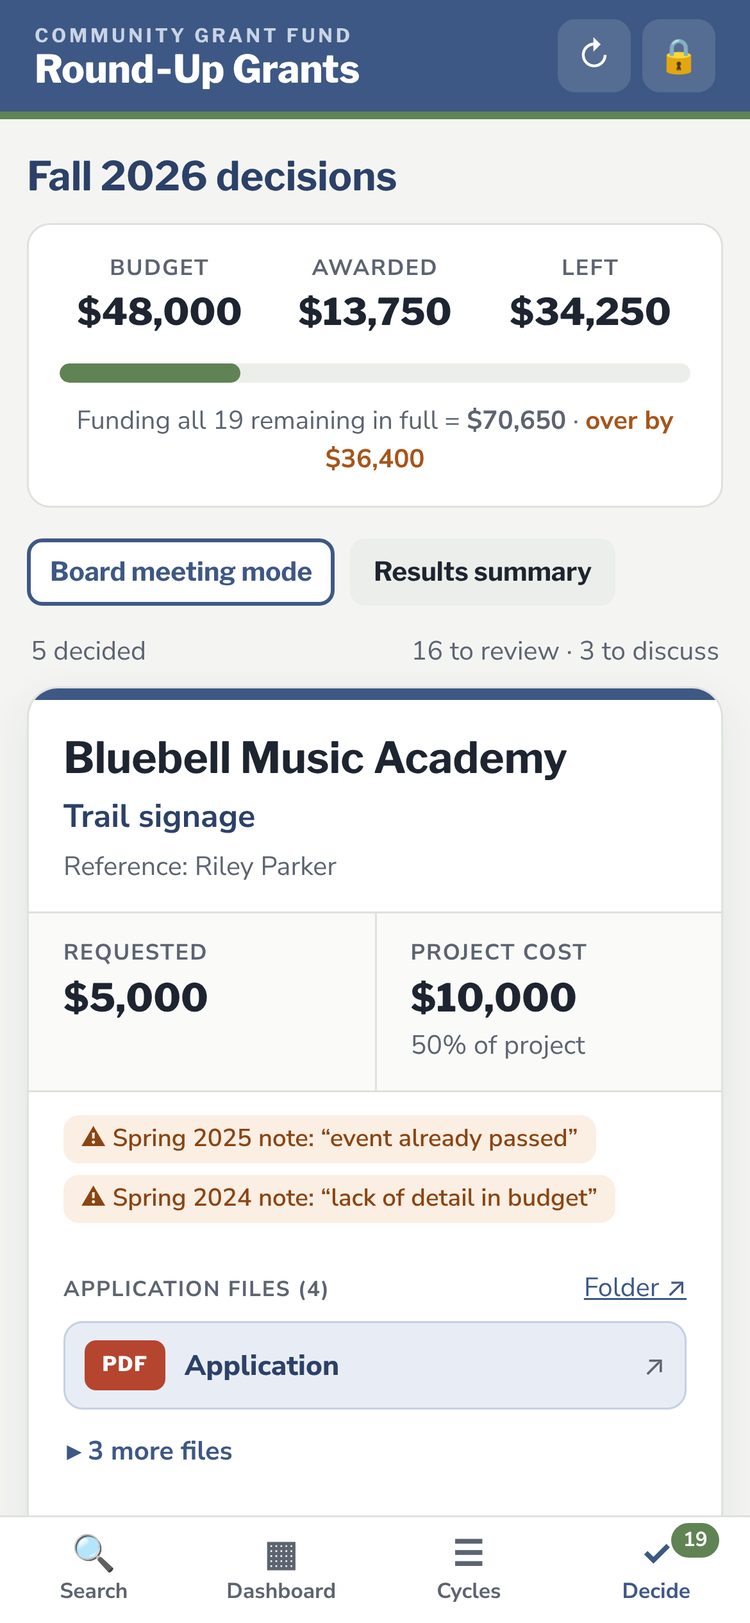 COMMUNITY GRANT FUND
Round-Up Grants
Fall 2026 decisions
BUDGET AWARDED LEFT
$48,000 $13,750 $34,250
Funding all 19 remaining in full = $70,650 · over by
$36,400
Board meeting mode Results summary
5 decided 16 to review · 3 to discuss
Bluebell Music Academy
Trail signage
Reference: Riley Parker
REQUESTED PROJECT COST
$5,000 $10,000
50% of project
⚠ Spring 2025 note: “event already passed”
⚠ Spring 2024 note: “lack of detail in budget”
APPLICATION FILES (4) Folder ↗
PDF Application ↗
▸ 3 more files
19
Search Dashboard Cycles Decide